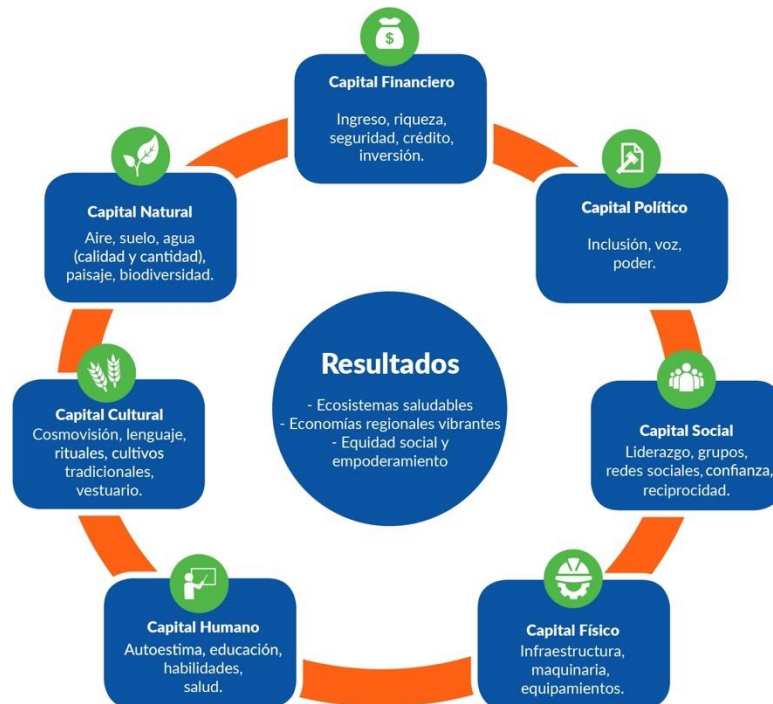 $
Capital Financiero
Ingreso, riqueza,
seguridad, crédito,
inversión.
Capital Político
Inclusión, voz,
poder.
Capital Social
Liderazgo, grupos,
redes sociales, confianza,
reciprocidad.
Capital Físico
Infraestructura,
maquinaria,
equipamientos.
Capital Humano
Autoestima, educación,
habilidades,
salud.
Capital Cultural
Cosmovisión, lenguaje,
rituales, cultivos
tradicionales,
vestuario.
Capital Natural
Aire, suelo, agua
(calidad y cantidad),
paisaje, biodiversidad.
Resultados
- Ecosistemas saludables
- Economías regionales vibrantes
- Equidad social y
empoderamiento